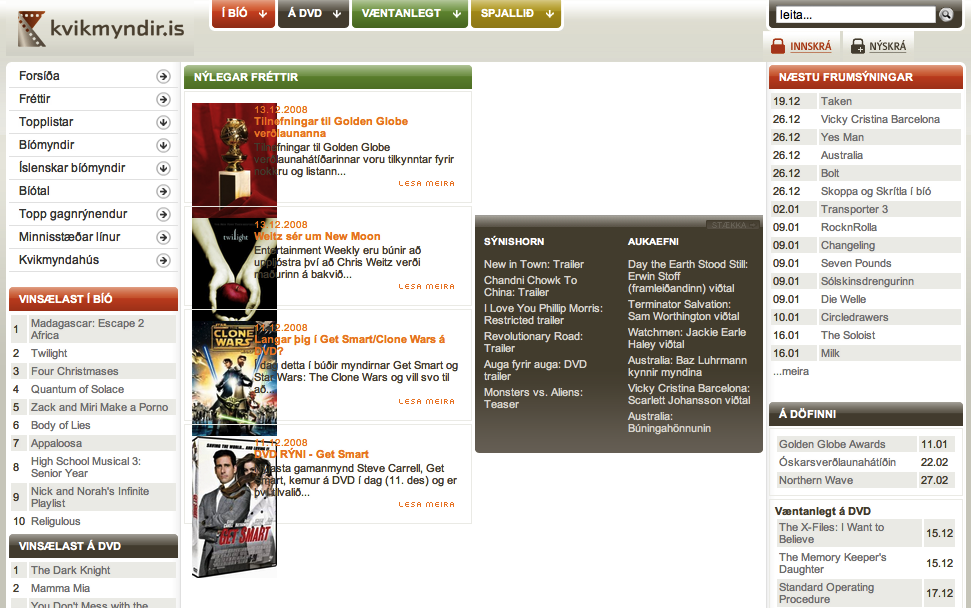 kvikmyndir.is
Í BÍÓ
Á DVD
VÆNTANLEGT
SPJALLIÐ
leita...
INNSKRÁ
NÝSKRÁ
Forsíða
Fréttir
Topplistar
Bíómyndir
Íslenskar bíómyndir
Bíótal
Topp gagnrýnendur
Minnisstæðar línur
Kvikmyndahús
VINSÆLAST Í BÍÓ
1 Madagascar: Escape 2
Africa
2 Twilight
3 Four Christmases
4 Quantum of Solace
5 Zack and Miri Make a Porno
6 Body of Lies
7 Appaloosa
8 High School Musical 3:
Senior Year
9 Nick and Norah's Infinite
Playlist
10 Religulous
VINSÆLAST Á DVD
1 The Dark Knight
2 Mamma Mia
You Don't Mess with the
NÝLEGAR FRÉTTIR
13.12.2008
Tilnefningar til Golden Globe
verðlaunanna
Tilnefningar til Golden Globe
verðlaunahátíðarinnar voru tilkynntar fyrir
nokkru og listann...
LESA MEIRA
twilight
13.12.2008
Weitz sér um New Moon
Entertainment Weekly eru búnir að
uppljóstra því að Chris Weitz verði
maðurinn á bakvið...
LESA MEIRA
STAR WARS
CLONE
WARS
Langar þig í Get Smart/Clone Wars á
DVD?
Í dag detta í búðir myndirnar Get Smart og
Star Wars: The Clone Wars og vill svo til
að...
LESA MEIRA
SAVING THE WORLD... AND LOVING IT
GET SMART
11.12.2008
DVD RÝNI - Get Smart
Nýjasta gamanmynd Steve Carrell, Get
Smart, kemur á DVD í dag (11. des) og er
því tilvalið...
LESA MEIRA
STÆKKA
SÝNISHORN
New in Town: Trailer
Chandni Chowk To
China: Trailer
I Love You Phillip Morris:
Restricted trailer
Revolutionary Road:
Trailer
Auga fyrir auga: DVD
trailer
Monsters vs. Aliens:
Teaser
AUKAEFNI
Day the Earth Stood Still:
Erwin Stoff
(framleiðandinn) viðtal
Terminator Salvation:
Sam Worthington viðtal
Watchmen: Jackie Earle
Haley viðtal
Australia: Baz Luhrmann
kynnir myndina
Vicky Cristina Barcelona:
Scarlett Johansson viðtal
Australia:
Búningahönnunin
NÆSTU FRUMSÝNINGAR
19.12 Taken
26.12 Vicky Cristina Barcelona
26.12 Yes Man
26.12 Australia
26.12 Bolt
26.12 Skoppa og Skrítla í bíó
02.01 Transporter 3
09.01 RocknRolla
09.01 Changeling
09.01 Seven Pounds
09.01 Sólskinsdrengurinn
09.01 Die Welle
10.01 Circledrawers
16.01 The Soloist
16.01 Milk
...meira
Á DÖFINNI
Golden Globe Awards 11.01
Óskarsverðlaunahátíðin 22.02
Northern Wave 27.02
Væntanlegt á DVD
The X-Files: I Want to
Believe 15.12
The Memory Keeper's
Daughter 15.12
Standard Operating
Procedure 17.12